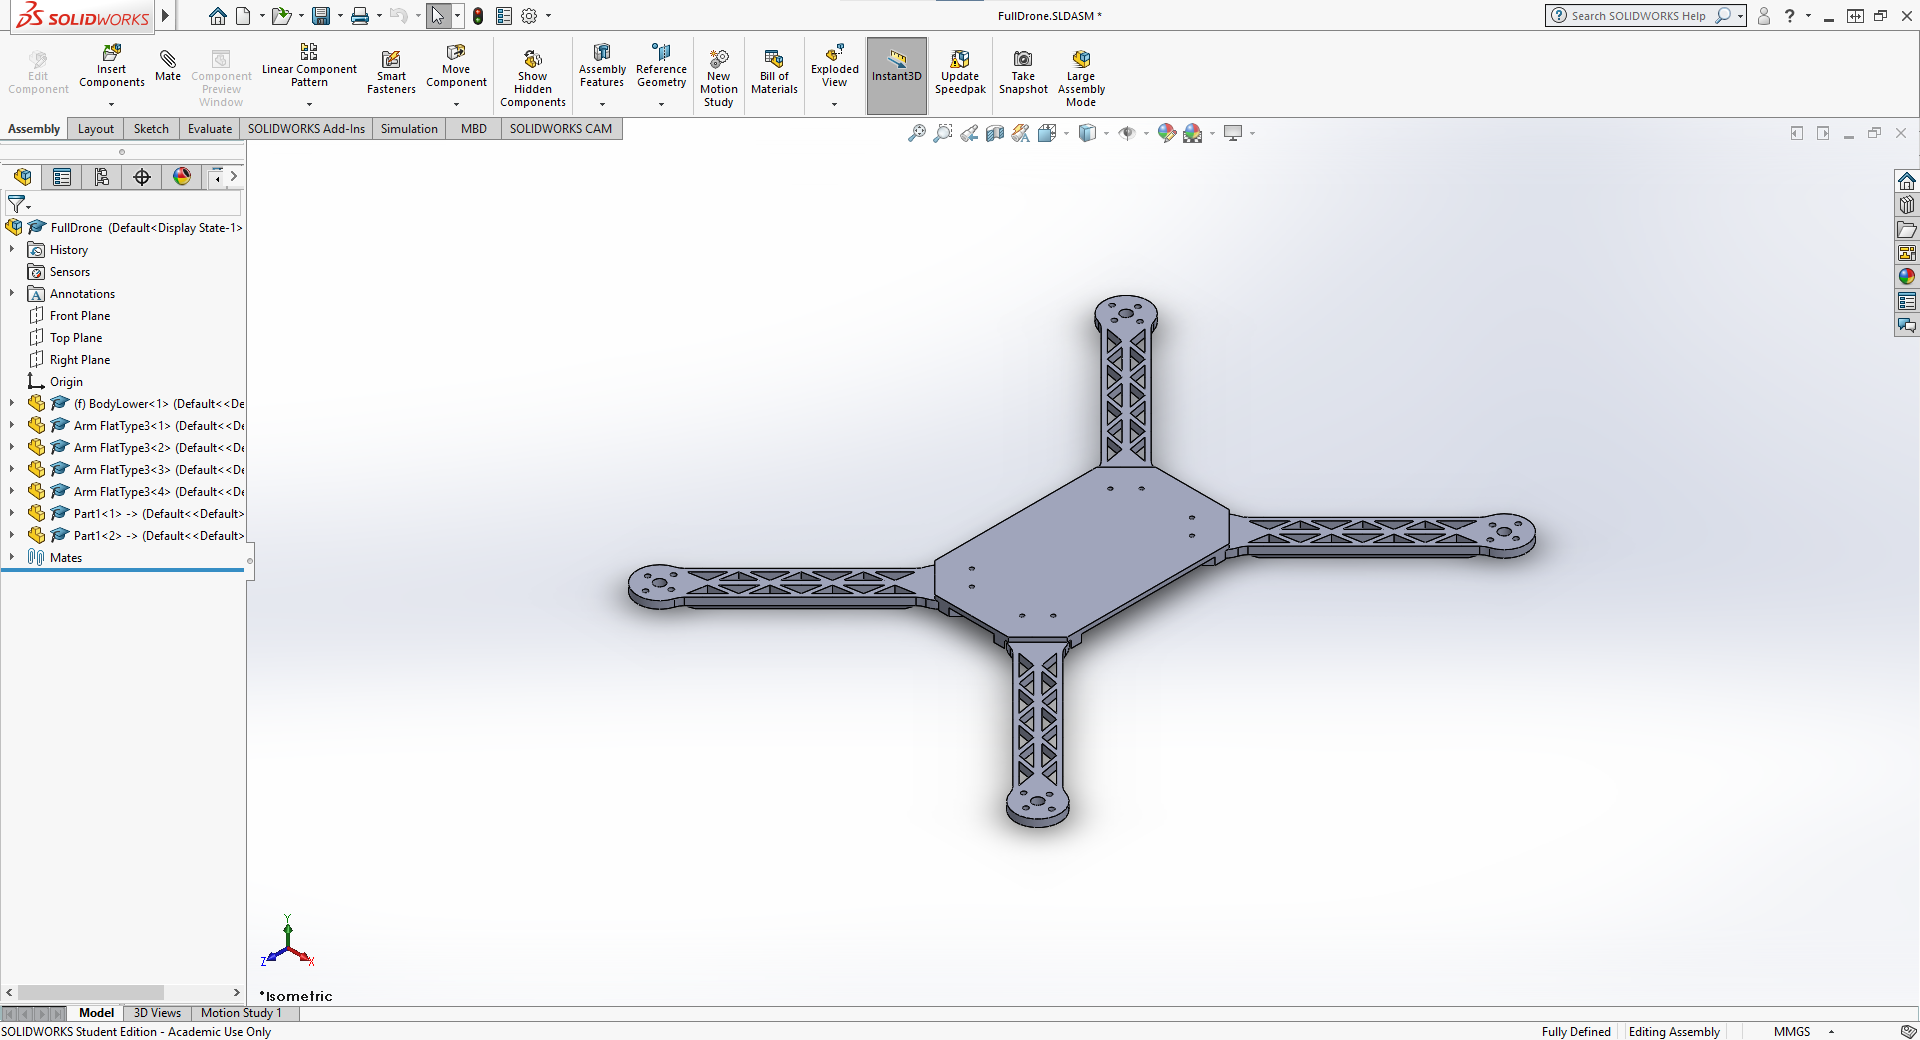 SOLIDWORKS
FullDrone.SLDASM *
Search SOLIDWORKS Help
?
Edit Component
Insert Components
Mate
Component Preview Window
Linear Component Pattern
Smart Fasteners
Move Component
Show Hidden Components
Assembly Features
Reference Geometry
New Motion Study
Bill of Materials
Exploded View
Instant3D
Update Speedpak
Take Snapshot
Large Assembly Mode
Assembly
Layout
Sketch
Evaluate
SOLIDWORKS Add-Ins
Simulation
MBD
SOLIDWORKS CAM
FullDrone (Default<Display State-1>
History
Sensors
Annotations
Front Plane
Top Plane
Right Plane
Origin
(f) BodyLower<1> (Default<<De
Arm FlatType3<1> (Default<<De
Arm FlatType3<2> (Default<<De
Arm FlatType3<3> (Default<<De
Arm FlatType3<4> (Default<<De
Part1<1> -> (Default<<Default>
Part1<2> -> (Default<<Default>
Mates
Y
Z
X
*Isometric
Model
3D Views
Motion Study 1
SOLIDWORKS Student Edition - Academic Use Only
Fully Defined
Editing Assembly
MMGS